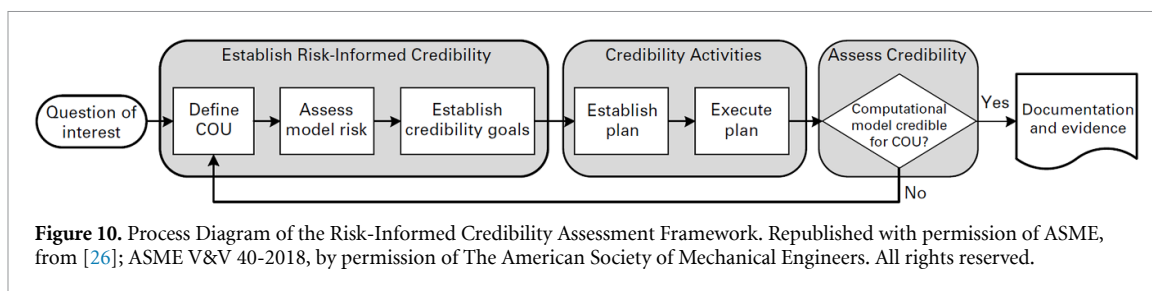 Establish Risk-Informed Credibility
Credibility Activities
Assess Credibility
Question of
interest
Define
COU
Assess
model risk
Establish
credibility goals
Establish
plan
Execute
plan
Computational
model credible
for COU?
Yes
Documentation
and evidence
No
Figure 10. Process Diagram of the Risk-Informed Credibility Assessment Framework. Republished with permission of ASME,
from [26]; ASME V&V 40-2018, by permission of The American Society of Mechanical Engineers. All rights reserved.